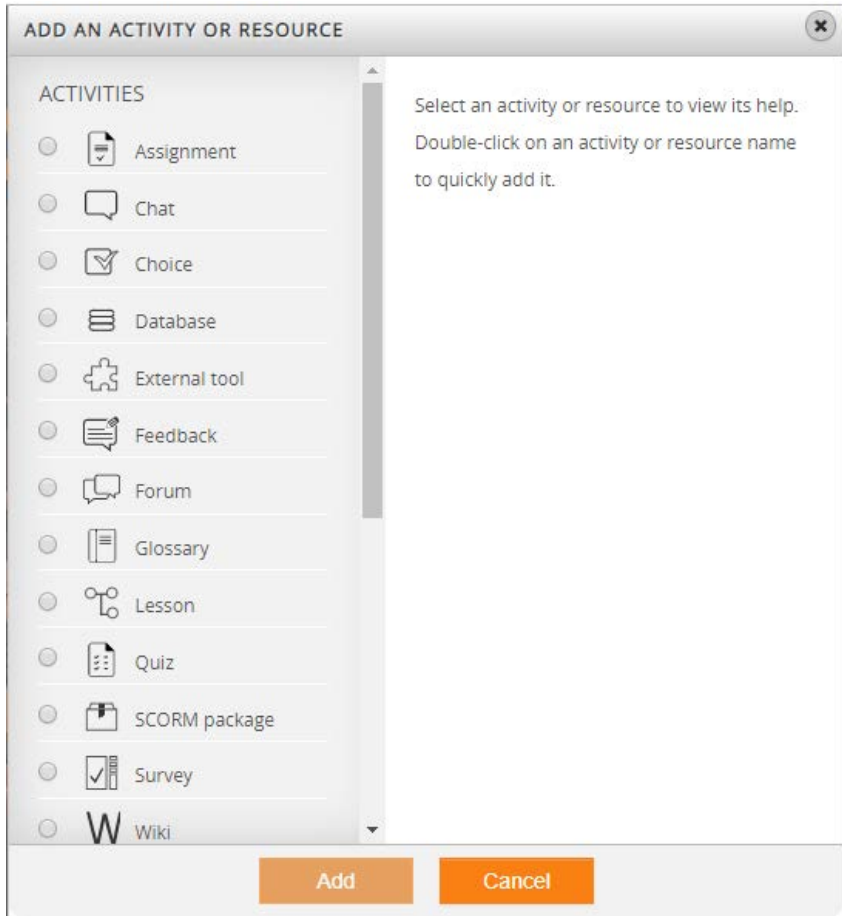 ADD AN ACTIVITY OR RESOURCE
ACTIVITIES
Assignment
Chat
Choice
Database
External tool
Feedback
Forum
Glossary
Lesson
Quiz
SCORM package
Survey
Wiki
Select an activity or resource to view its help.
Double-click on an activity or resource name
to quickly add it.
Add
Cancel